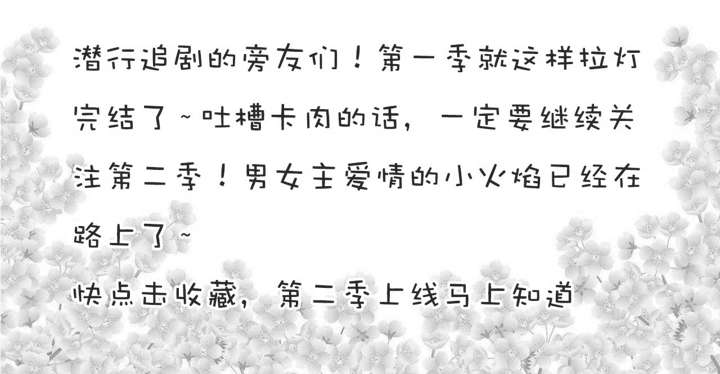 潜行追剧的旁友们！第一季就这样拉灯
完结了~吐槽卡肉的话，一定要继续关
注第二季！男女主爱情的小火焰已经在
路上了~
快点击收藏，第二季上线马上知道